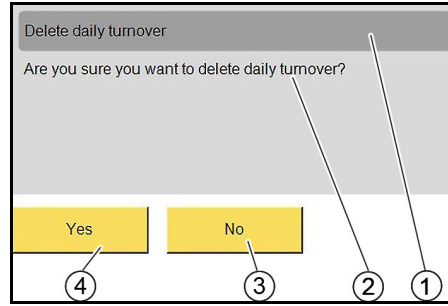 Delete daily turnover
Are you sure you want to delete daily turnover?
Yes
No
4
3
2
1